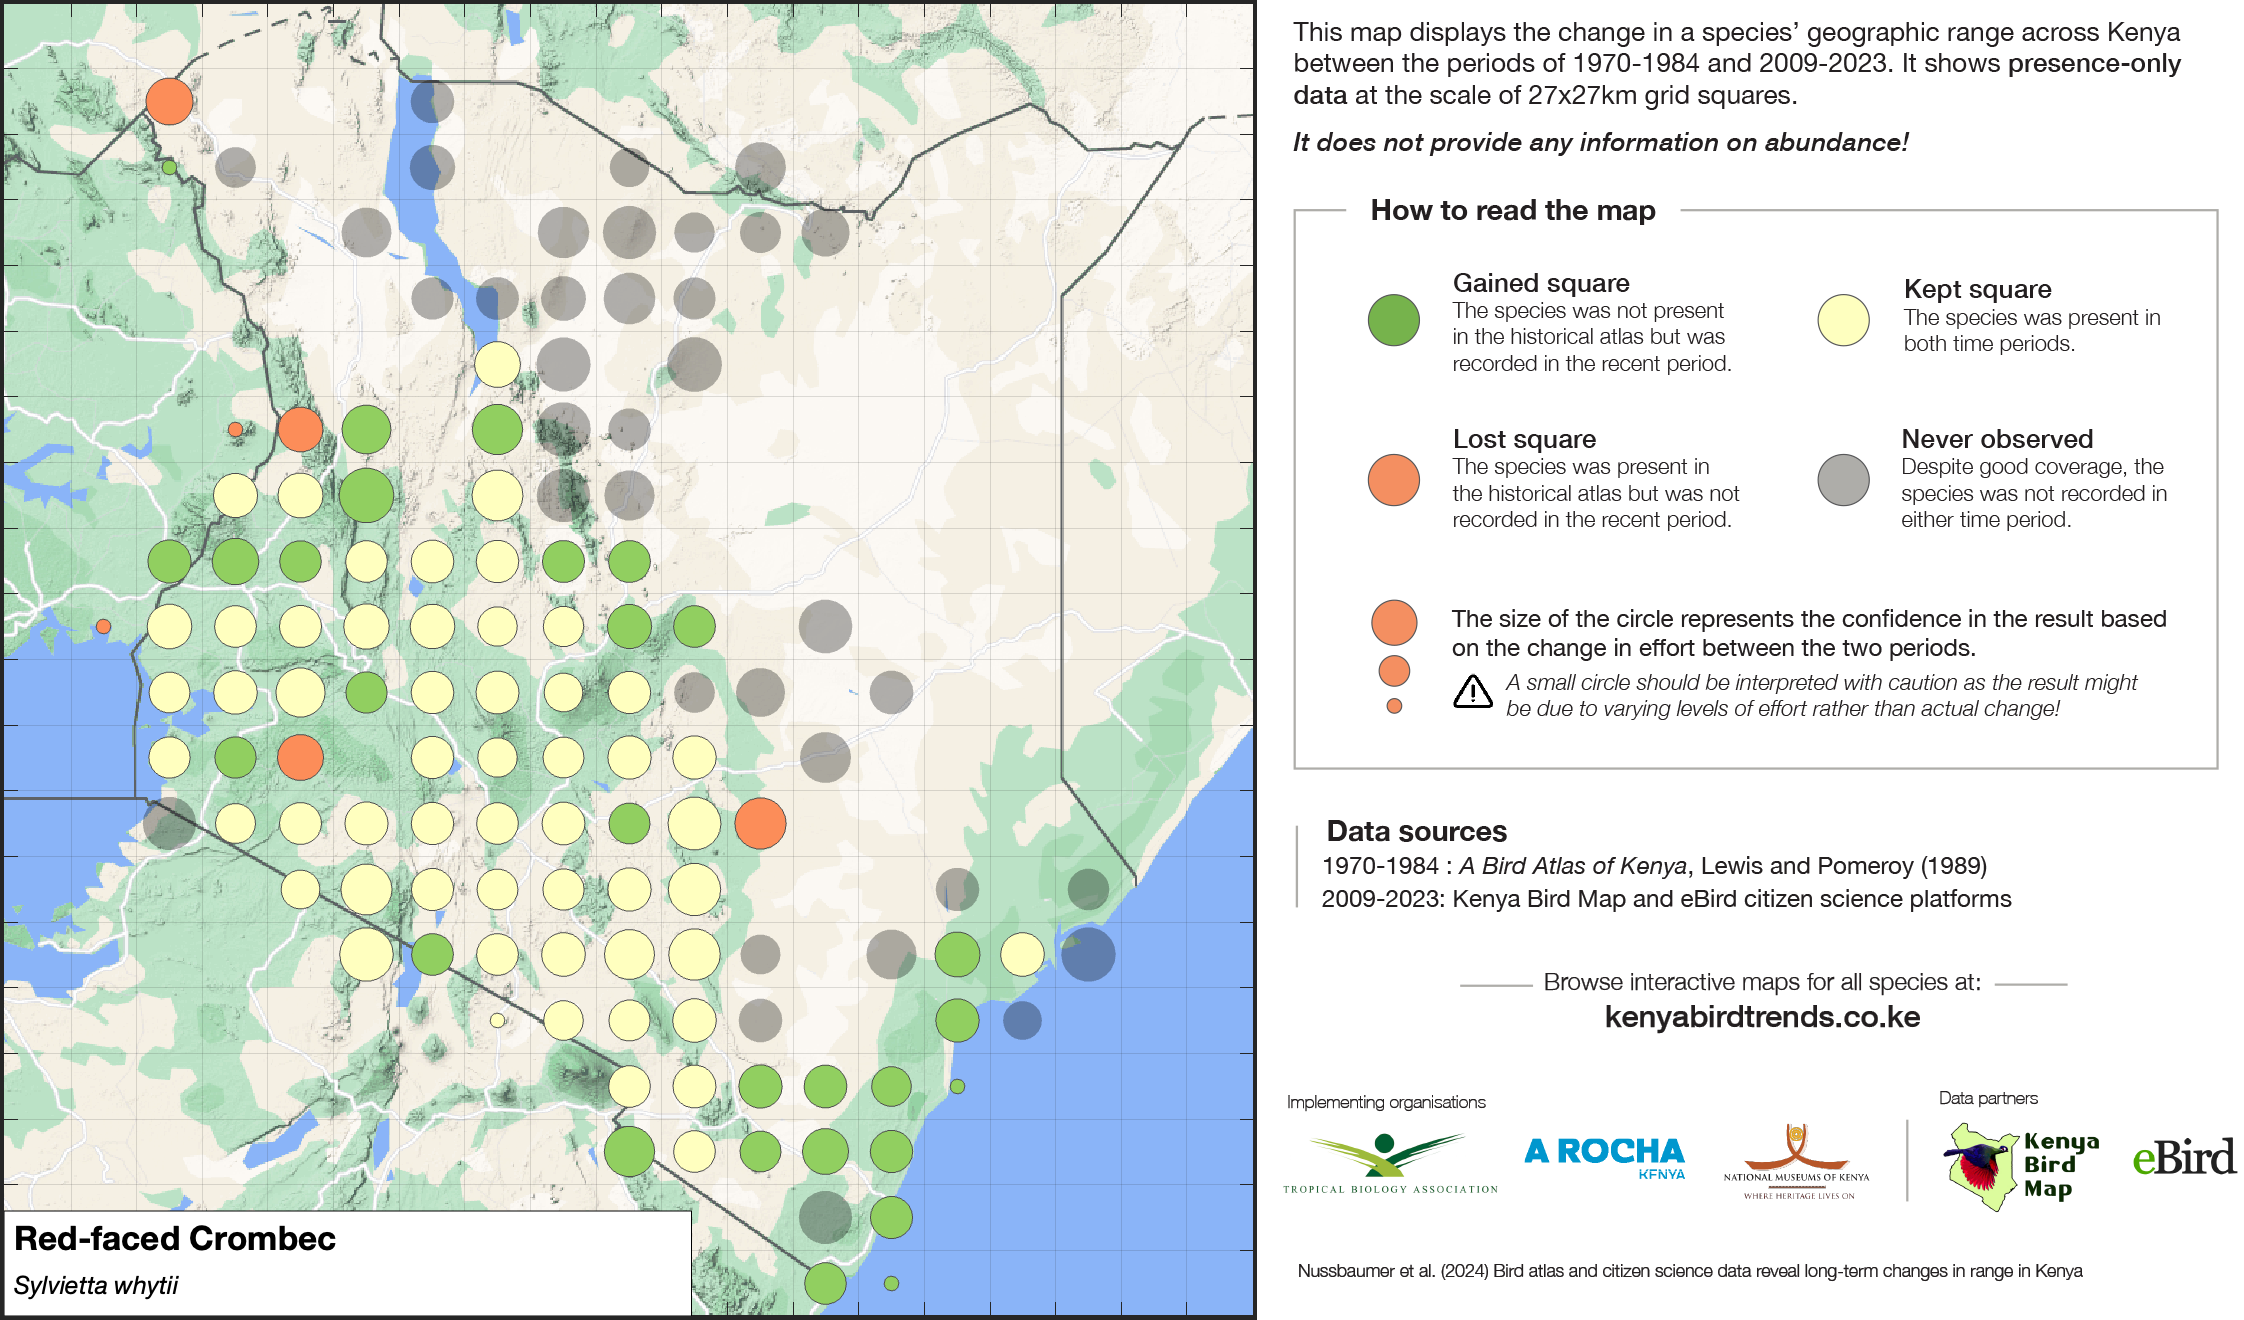 This map displays the change in a species’ geographic range across Kenya
between the periods of 1970-1984 and 2009-2023. It shows presence-only
data at the scale of 27x27km grid squares.
It does not provide any information on abundance!
How to read the map
Gained square
The species was not present
in the historical atlas but was
recorded in the recent period.
Kept square
The species was present in
both time periods.
Lost square
The species was present in
the historical atlas but was not
recorded in the recent period.
Never observed
Despite good coverage, the
species was not recorded in
either time period.
The size of the circle represents the confidence in the result based
on the change in effort between the two periods.
A small circle should be interpreted with caution as the result might
be due to varying levels of effort rather than actual change!
Data sources
1970-1984 : A Bird Atlas of Kenya, Lewis and Pomeroy (1989)
2009-2023: Kenya Bird Map and eBird citizen science platforms
Browse interactive maps for all species at:
kenyabirdtrends.co.ke
Implementing organisations
Data partners
TROPICAL BIOLOGY ASSOCIATION
A ROCHA
KENYA
NATIONAL MUSEUMS OF KENYA
WHERE HERITAGE LIVES ON
Kenya
Bird
Map
eBird
Red-faced Crombec
Sylvietta whytii
Nussbaumer et al. (2024) Bird atlas and citizen science data reveal long-term changes in range in Kenya